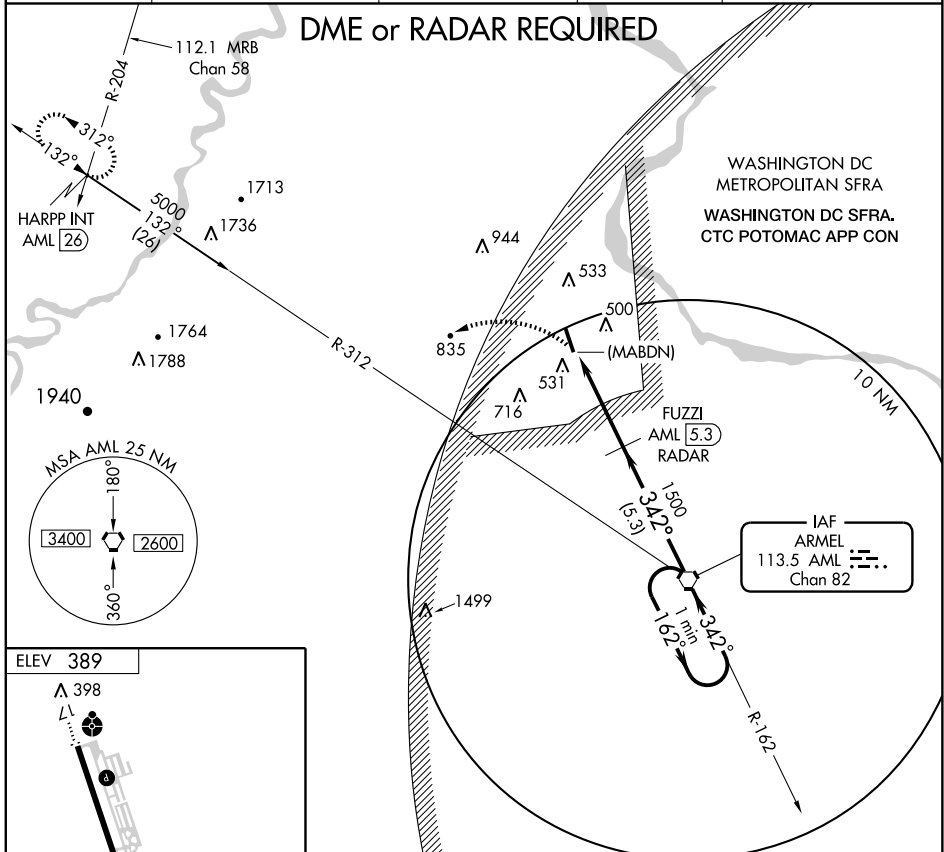 DME or RADAR REQUIRED
112.1 MRB
Chan 58
R-204
312°
132°
HARPP INT
AML 26
5000
132°
(26)
1713
1736
944
533
WASHINGTON DC
METROPOLITAN SFRA
WASHINGTON DC SFRA.
CTC POTOMAC APP CON
500
1764
1788
R-312
835
(MABDN)
531
716
10 NM
1940
FUZZI
AML 5.3
RADAR
MSA AML 25 NM
180°
3400
2600
360°
1500
342°
(5.3)
IAF
ARMEL
113.5 AML
Chan 82
1499
1 min
162°
342°
R-162
ELEV 389
398
17
P